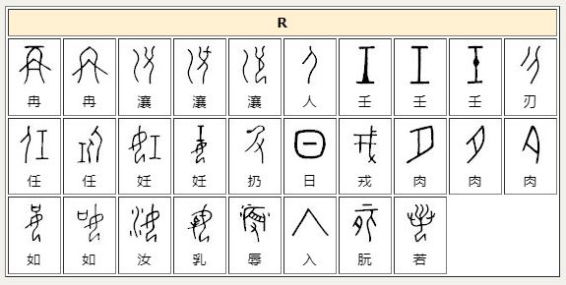 R
冉 冉 瀼 瀼 瀼 人 壬 壬 壬 刃
任 任 妊 妊 扔 日 戎 肉 肉 肉
如 如 汝 乳 辱 入 朊 若